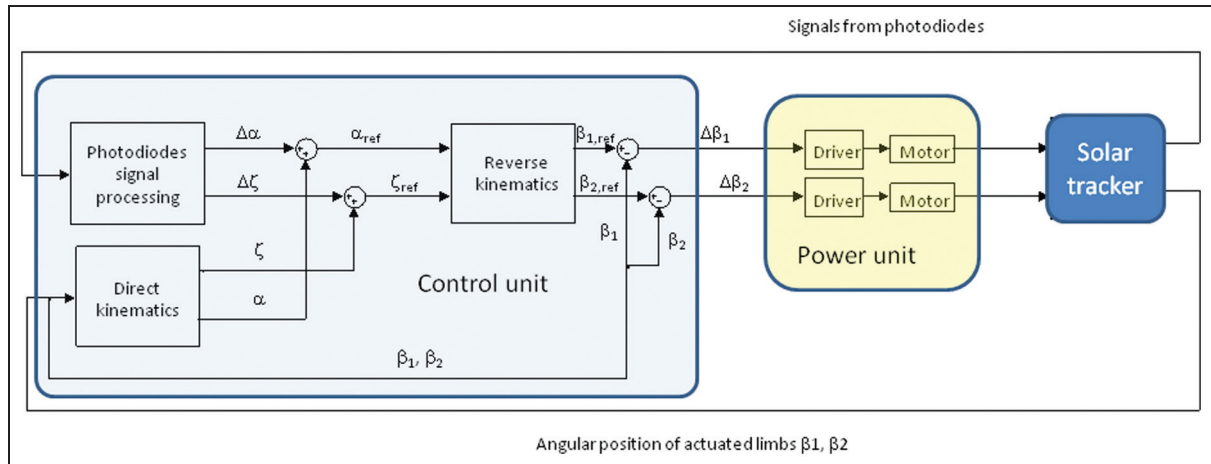 Signals from photodiodes
Photodiodes
signal
processing
Δα
Δζ
+
+
+
+
α_ref
ζ_ref
Reverse
kinematics
β₁,ref
β₂,ref
+
−
+
−
Δβ₁
Δβ₂
β₁
β₂
Driver
Motor
Driver
Motor
Power unit
Solar
tracker
Direct
kinematics
ζ
α
Control unit
β₁, β₂
Angular position of actuated limbs β1, β2